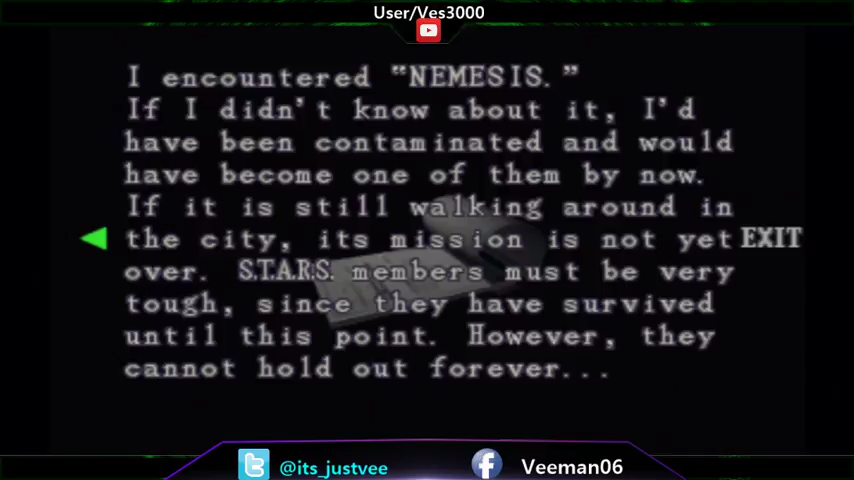 User/Ves3000
I encountered “NEMESIS.”
If I didn't know about it, I'd
have been contaminated and would
have become one of them by now.
If it is still walking around in
the city, its mission is not yet
EXIT
over. S.T.A.R.S. members must be very
tough, since they have survived
until this point. However, they
cannot hold out forever...
@its_justvee
Veeman06